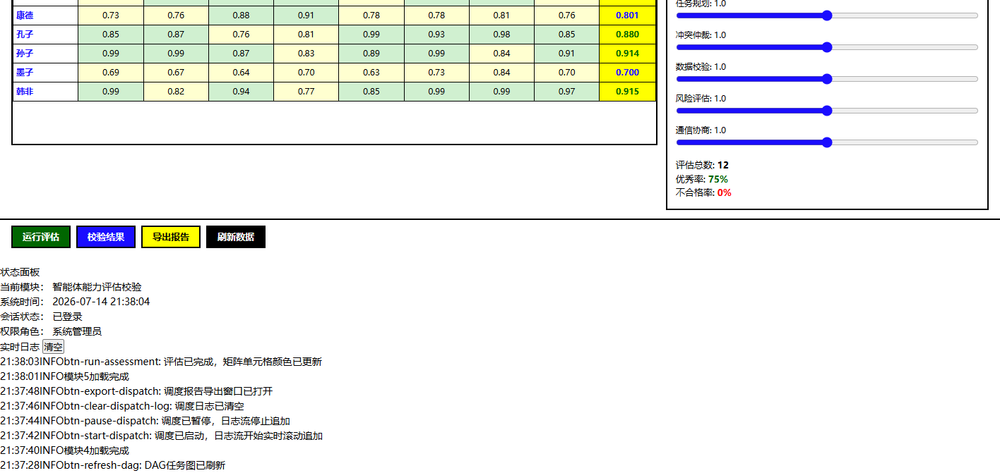 康德 0.73 0.76 0.88 0.91 0.78 0.78 0.81 0.76 0.801
孔子 0.85 0.87 0.76 0.81 0.99 0.93 0.98 0.85 0.880
孙子 0.99 0.99 0.87 0.83 0.89 0.99 0.84 0.91 0.914
墨子 0.69 0.67 0.64 0.70 0.63 0.73 0.84 0.70 0.700
韩非 0.99 0.82 0.94 0.77 0.85 0.99 0.99 0.97 0.915
任务规划: 1.0
冲突仲裁: 1.0
数据校验: 1.0
风险评估: 1.0
通信协商: 1.0
评估总数: 12
优秀率: 75%
不合格率: 0%
运行评估 校验结果 导出报告 刷新数据
状态面板
当前模块： 智能体能力评估校验
系统时间： 2026-07-14 21:38:04
会话状态： 已登录
权限角色： 系统管理员
实时日志 清空
21:38:03INFObtn-run-assessment: 评估已完成，矩阵单元格颜色已更新
21:38:01INFO模块5加载完成
21:37:48INFObtn-export-dispatch: 调度报告导出窗口已打开
21:37:46INFObtn-clear-dispatch-log: 调度日志已清空
21:37:44INFObtn-pause-dispatch: 调度已暂停，日志流停止追加
21:37:42INFObtn-start-dispatch: 调度已启动，日志流开始实时滚动追加
21:37:40INFO模块4加载完成
21:37:28INFObtn-refresh-dag: DAG任务图已刷新